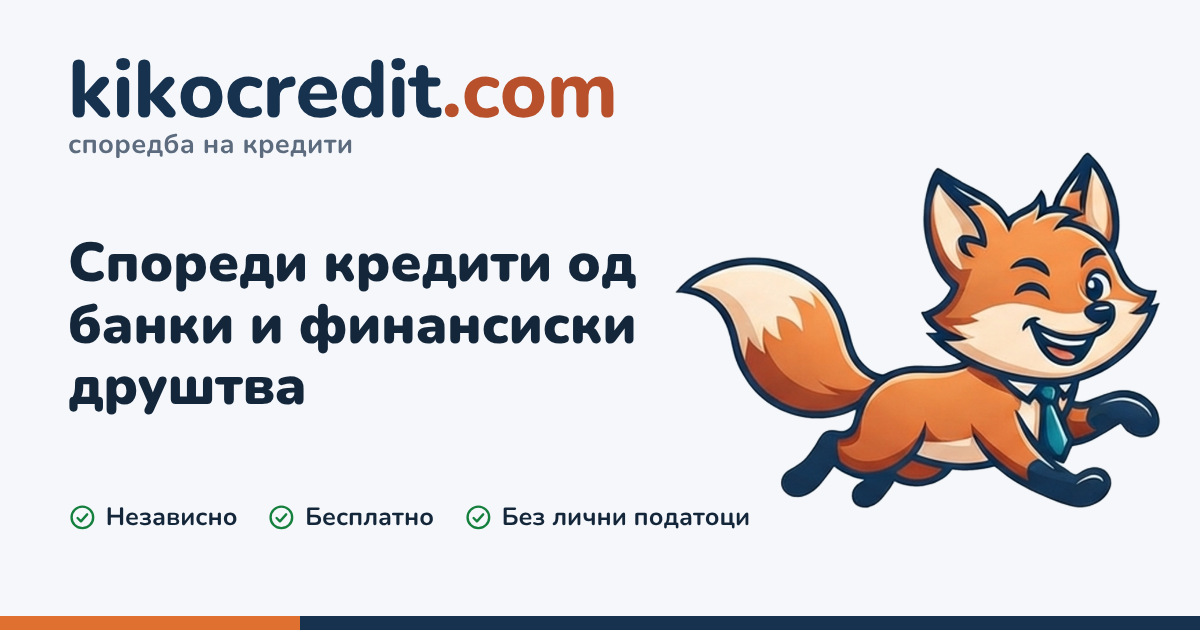 kikocredit.com
споредба на кредити
Спореди кредити од
банки и финансиски
друштва
Независно Бесплатно Без лични податоци